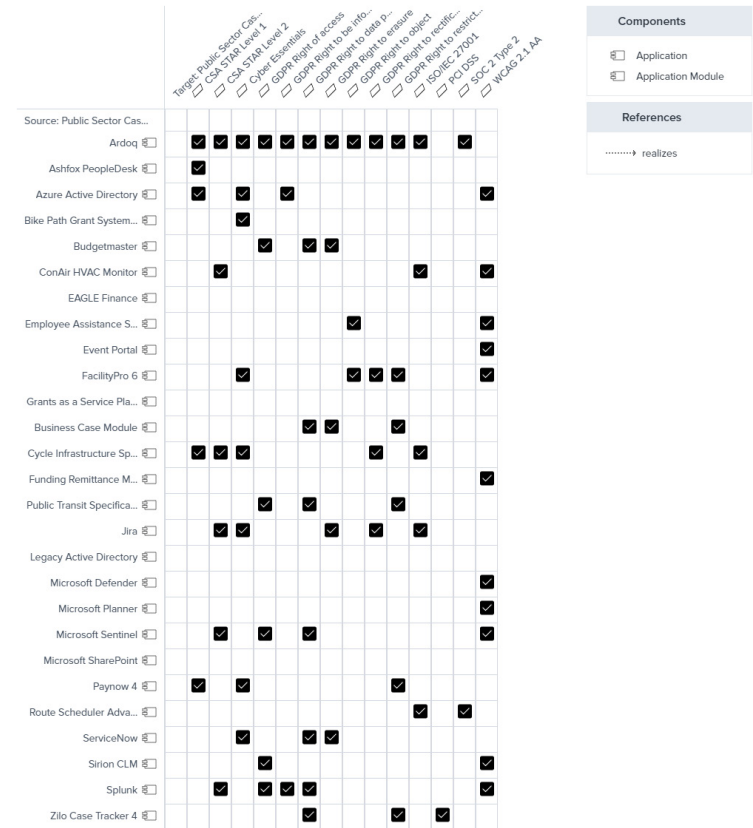 Target: Public Sector Cas...
CSA STAR Level 1
CSA STAR Level 2
Cyber Essentials
GDPR Right of access
GDPR Right to be info...
GDPR Right to data p...
GDPR Right to erasure
GDPR Right to object
GDPR Right to rectific...
GDPR Right to restrict...
ISO/IEC 27001
PCI DSS
SOC 2 Type 2
WCAG 2.1 AA
Components
Application
Application Module
References
realizes
Source: Public Sector Cas...
Ardoq
Ashfox PeopleDesk
Azure Active Directory
Bike Path Grant System...
Budgetmaster
ConAir HVAC Monitor
EAGLE Finance
Employee Assistance S...
Event Portal
FacilityPro 6
Grants as a Service Pla...
Business Case Module
Cycle Infrastructure Sp...
Funding Remittance M...
Public Transit Specifica...
Jira
Legacy Active Directory
Microsoft Defender
Microsoft Planner
Microsoft Sentinel
Microsoft SharePoint
Paynow 4
Route Scheduler Adva...
ServiceNow
Sirion CLM
Splunk
Zilo Case Tracker 4